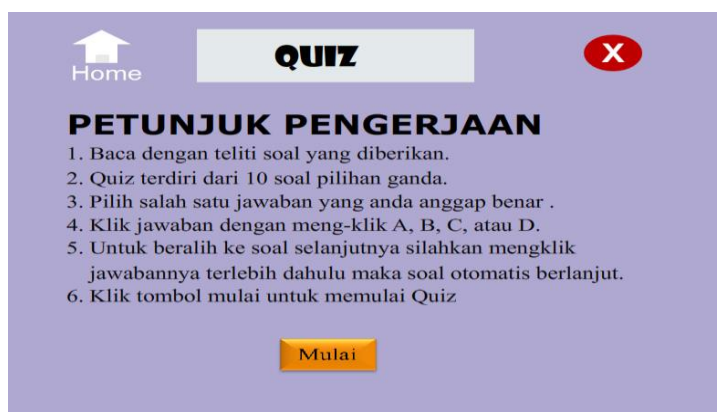 QUIZ
X
Home
PETUNJUK PENGERJAAN
1. Baca dengan teliti soal yang diberikan.
2. Quiz terdiri dari 10 soal pilihan ganda.
3. Pilih salah satu jawaban yang anda anggap benar .
4. Klik jawaban dengan meng-klik A, B, C, atau D.
5. Untuk beralih ke soal selanjutnya silahkan mengklik
jawabannya terlebih dahulu maka soal otomatis berlanjut.
6. Klik tombol mulai untuk memulai Quiz
Mulai